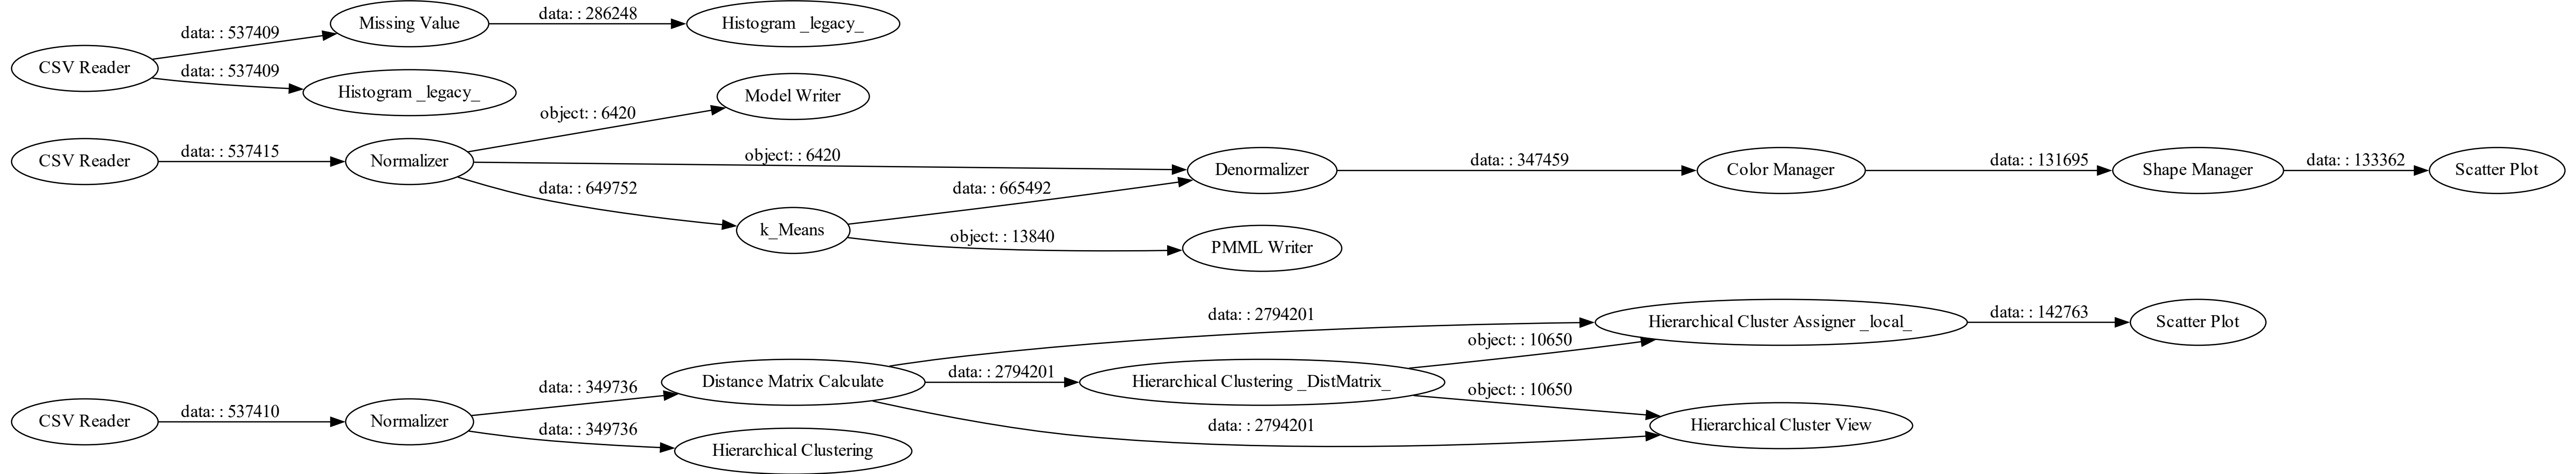 CSV Reader
data: : 537409
Missing Value
data: : 286248
Histogram _legacy_
data: : 537409
Histogram _legacy_
CSV Reader
data: : 537415
Normalizer
object: : 6420
Model Writer
object: : 6420
data: : 649752
k_Means
data: : 665492
Denormalizer
object: : 13840
PMML Writer
data: : 347459
Color Manager
data: : 131695
Shape Manager
data: : 133362
Scatter Plot
CSV Reader
data: : 537410
Normalizer
data: : 349736
Distance Matrix Calculate
data: : 349736
Hierarchical Clustering
data: : 2794201
data: : 2794201
Hierarchical Clustering _DistMatrix_
data: : 2794201
object: : 10650
Hierarchical Cluster Assigner _local_
object: : 10650
Hierarchical Cluster View
data: : 142763
Scatter Plot